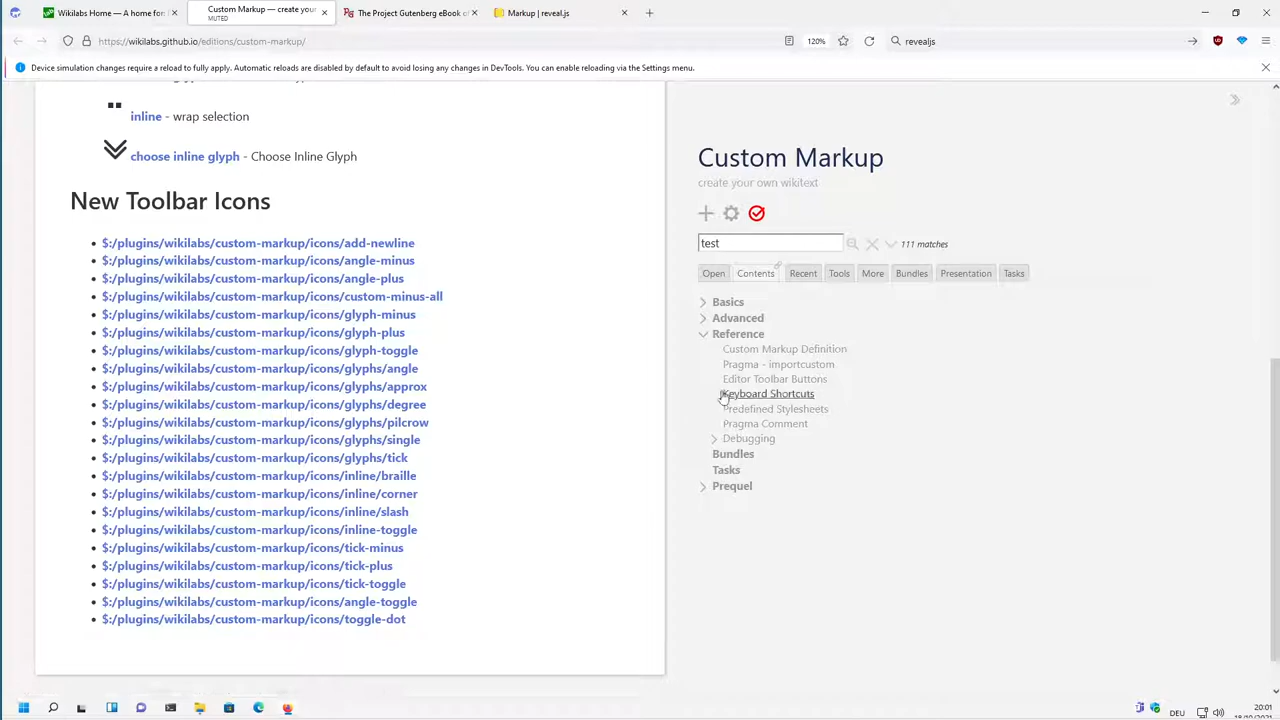 Wikilabs Home — A home for
Custom Markup — create your
MUTED
The Project Gutenberg eBook of
Markup | reveal.js
https://wikilabs.github.io/editions/custom-markup/
120%
revealjs
Device simulation changes require a reload to fully apply. Automatic reloads are disabled by default to avoid losing any changes in DevTools. You can enable reloading via the Settings menu.
inline - wrap selection
choose inline glyph - Choose Inline Glyph
New Toolbar Icons
$:/plugins/wikilabs/custom-markup/icons/add-newline
$:/plugins/wikilabs/custom-markup/icons/angle-minus
$:/plugins/wikilabs/custom-markup/icons/angle-plus
$:/plugins/wikilabs/custom-markup/icons/custom-minus-all
$:/plugins/wikilabs/custom-markup/icons/glyph-minus
$:/plugins/wikilabs/custom-markup/icons/glyph-plus
$:/plugins/wikilabs/custom-markup/icons/glyph-toggle
$:/plugins/wikilabs/custom-markup/icons/glyphs/angle
$:/plugins/wikilabs/custom-markup/icons/glyphs/approx
$:/plugins/wikilabs/custom-markup/icons/glyphs/degree
$:/plugins/wikilabs/custom-markup/icons/glyphs/pilcrow
$:/plugins/wikilabs/custom-markup/icons/glyphs/single
$:/plugins/wikilabs/custom-markup/icons/glyphs/tick
$:/plugins/wikilabs/custom-markup/icons/inline/braille
$:/plugins/wikilabs/custom-markup/icons/inline/corner
$:/plugins/wikilabs/custom-markup/icons/inline/slash
$:/plugins/wikilabs/custom-markup/icons/inline-toggle
$:/plugins/wikilabs/custom-markup/icons/tick-minus
$:/plugins/wikilabs/custom-markup/icons/tick-plus
$:/plugins/wikilabs/custom-markup/icons/tick-toggle
$:/plugins/wikilabs/custom-markup/icons/angle-toggle
$:/plugins/wikilabs/custom-markup/icons/toggle-dot
Custom Markup
create your own wikitext
test
111 matches
Open Contents Recent Tools More Bundles Presentation Tasks
Basics
Advanced
Reference
Custom Markup Definition
Pragma - importcustom
Editor Toolbar Buttons
Keyboard Shortcuts
Predefined Stylesheets
Pragma Comment
Debugging
Bundles
Tasks
Prequel
DEU
20:01
18/10/2021